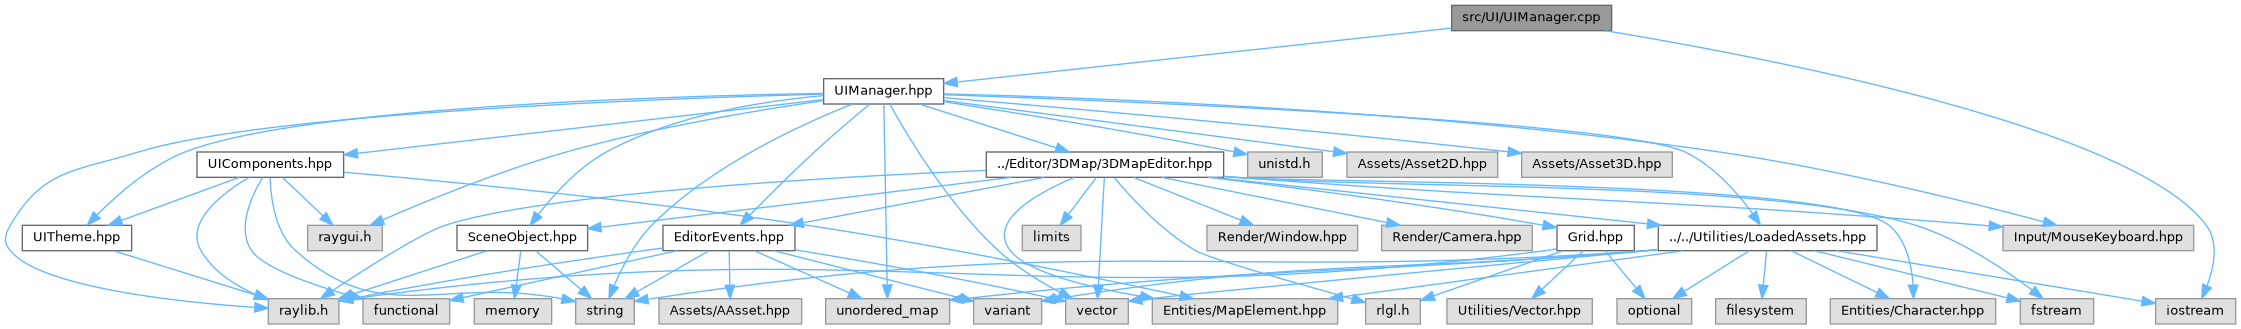 src/UI/UIManager.cpp
UIManager.hpp
UIComponents.hpp
../Editor/3DMap/3DMapEditor.hpp
unistd.h
Assets/Asset2D.hpp
Assets/Asset3D.hpp
UITheme.hpp
raygui.h
SceneObject.hpp
EditorEvents.hpp
limits
Render/Window.hpp
Render/Camera.hpp
Grid.hpp
../../Utilities/LoadedAssets.hpp
Input/MouseKeyboard.hpp
raylib.h
functional
memory
string
Assets/AAsset.hpp
unordered_map
variant
vector
Entities/MapElement.hpp
rlgl.h
Utilities/Vector.hpp
optional
filesystem
Entities/Character.hpp
fstream
iostream